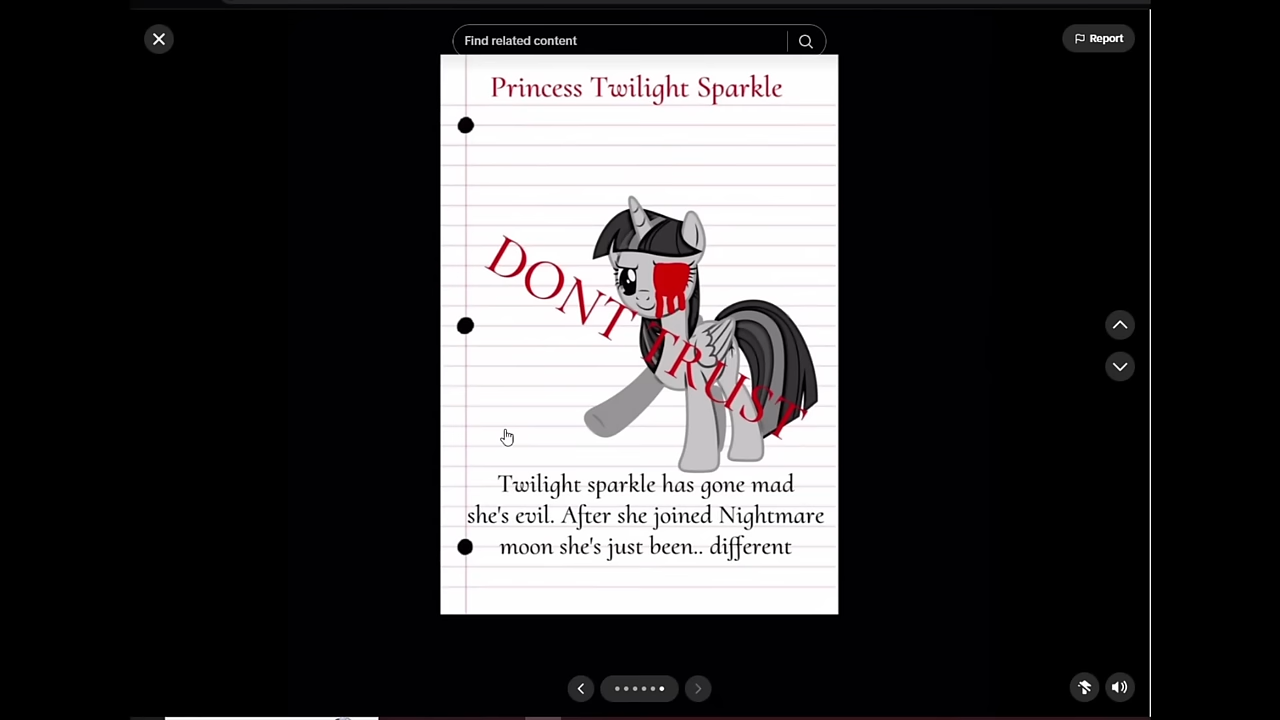 Find related content
Report
Princess Twilight Sparkle
DONT TRUST
Twilight sparkle has gone mad
she's evil. After she joined Nightmare
moon she's just been.. different